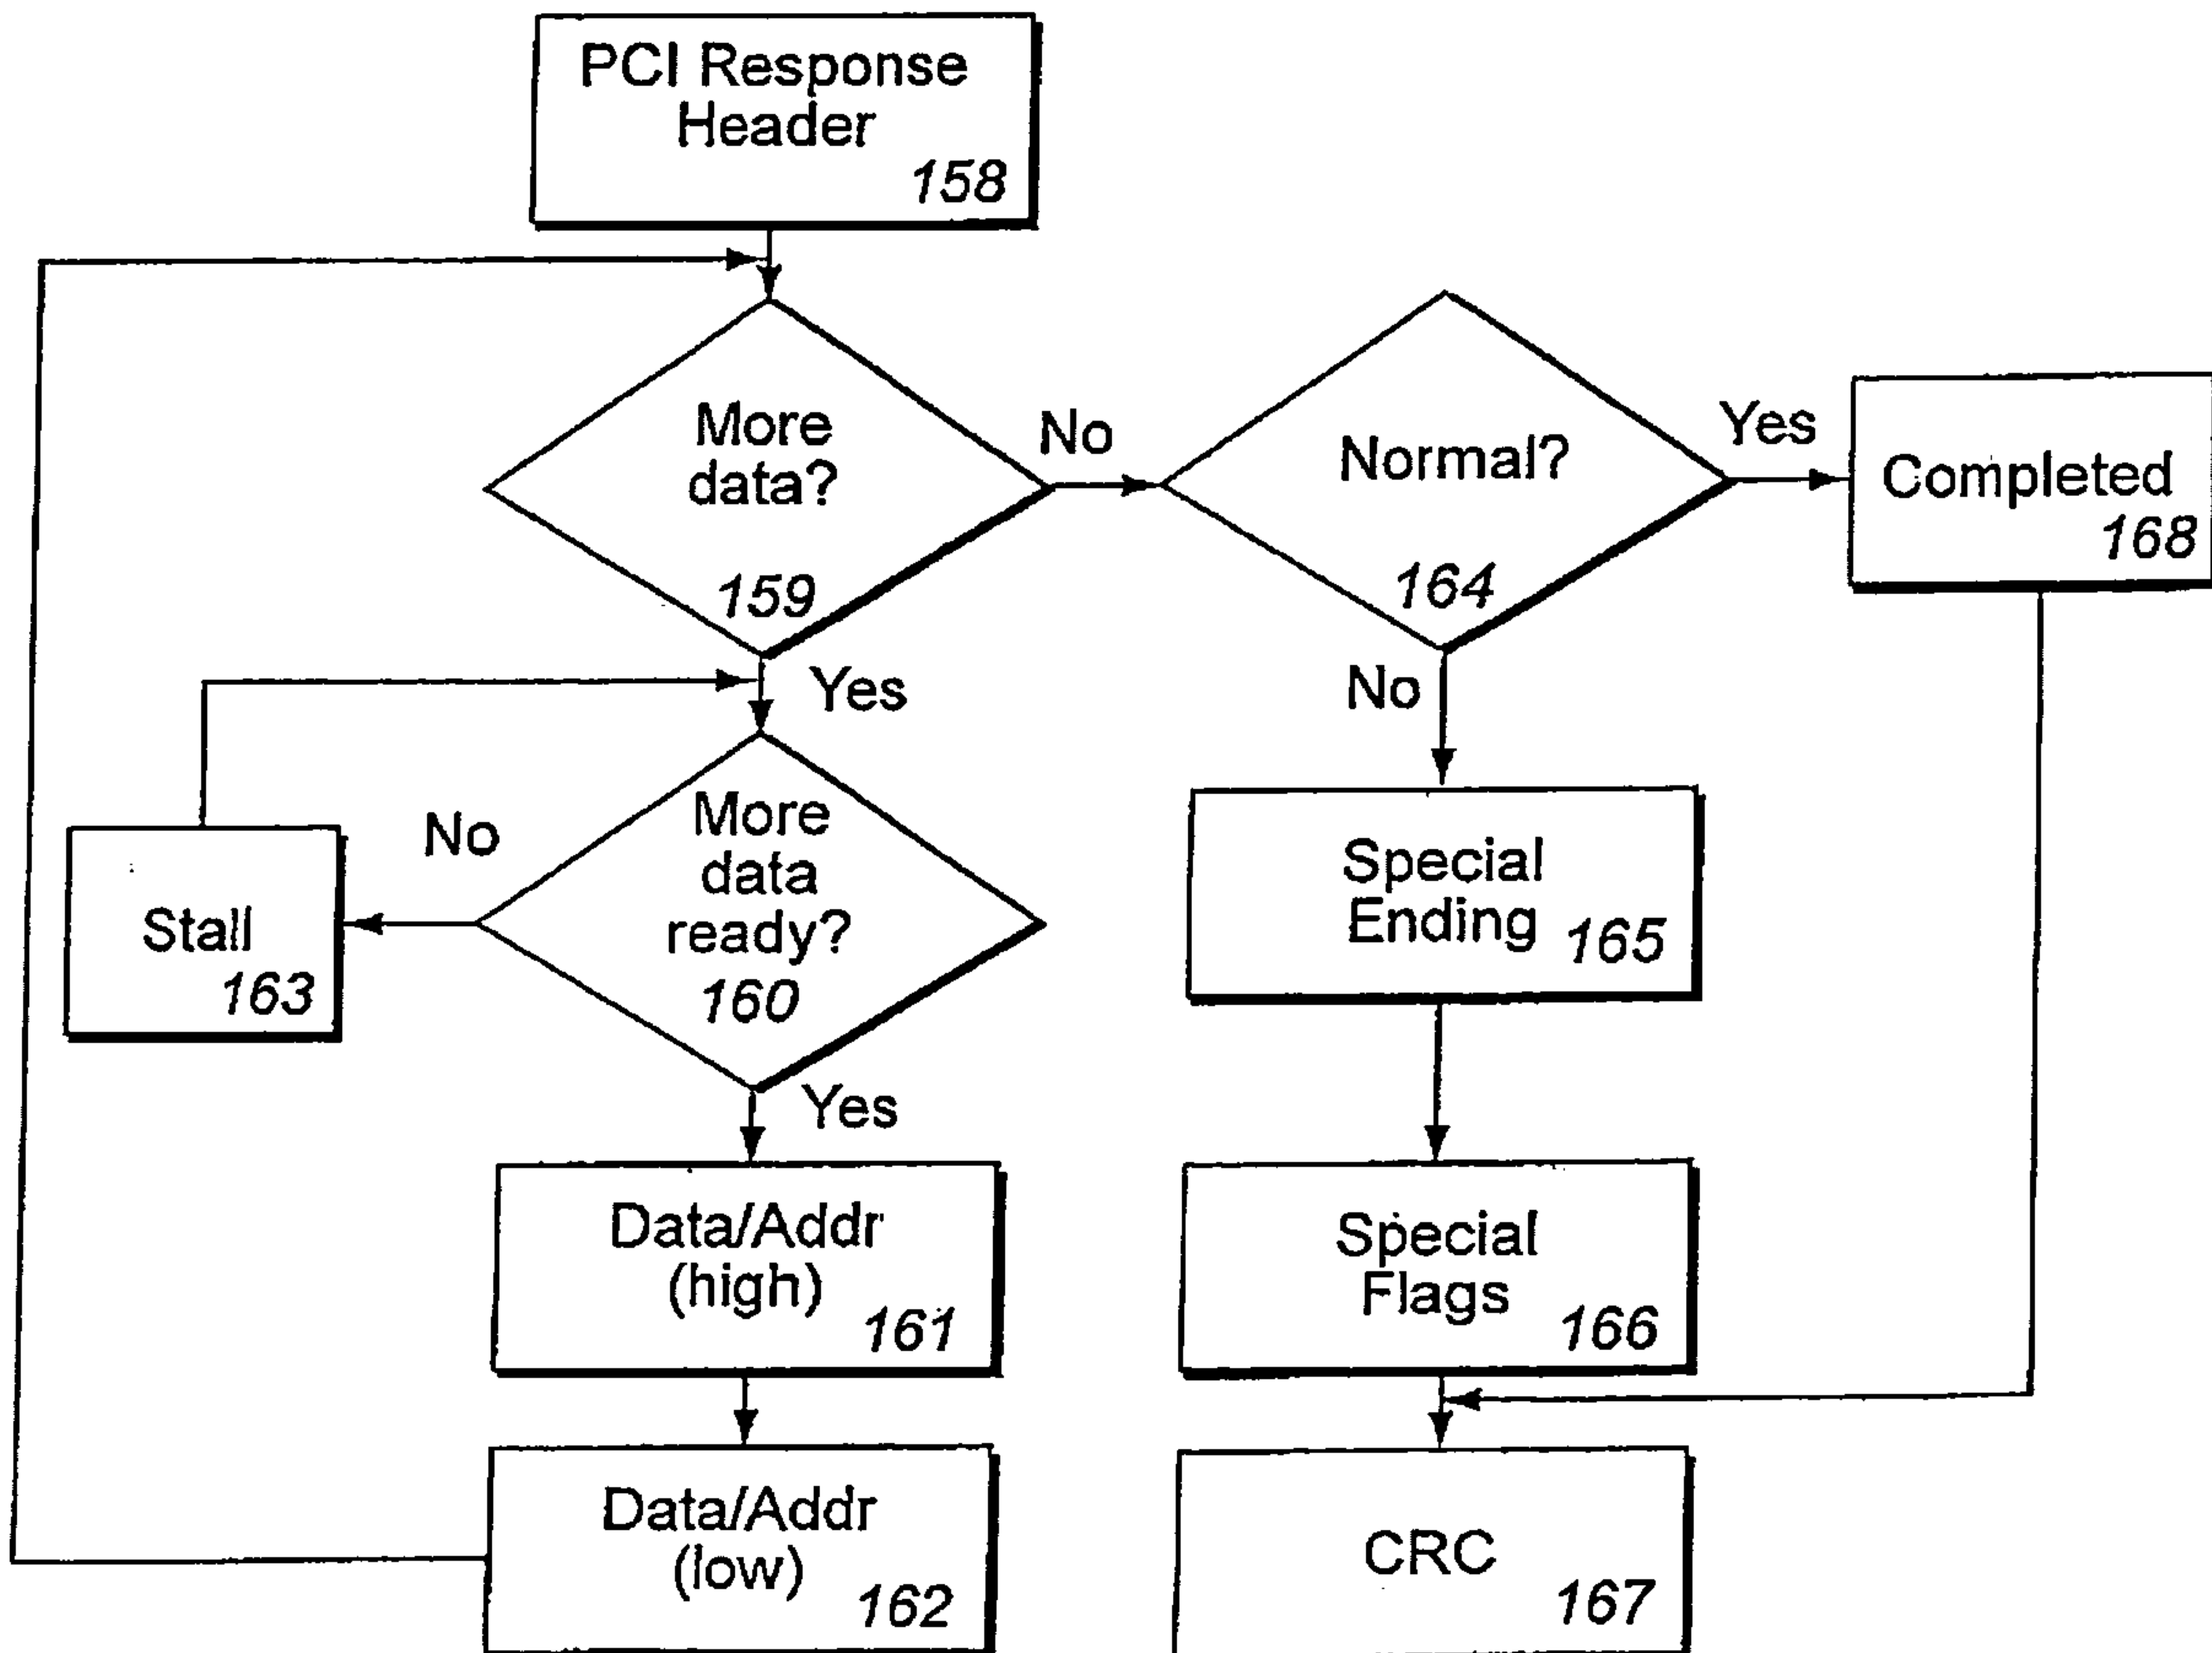 PCI Response
Header
158
More
data?
159
No
Normal?
164
Yes
Completed
168
Yes
No
More
data
ready?
160
No
Stall
163
Special
Ending
165
Yes
Data/Addr
(high)
161
Special
Flags
166
Data/Addr
(low)
162
CRC
167